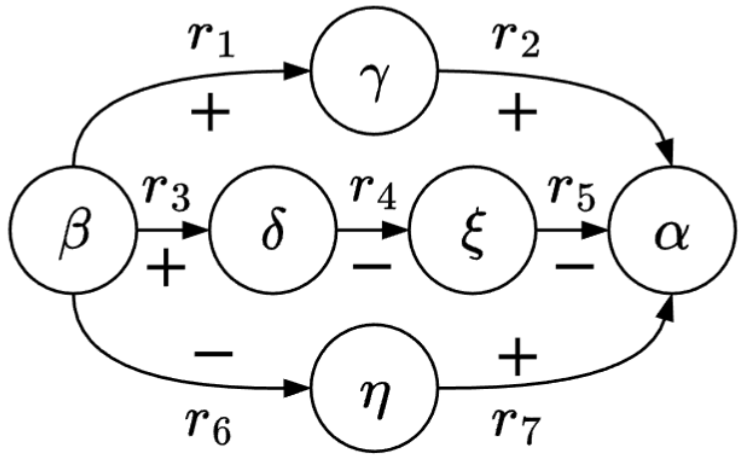 r1 γ r2
+ +
β r3 δ r4 ξ r5 α
+ − −
− +
r6 η r7